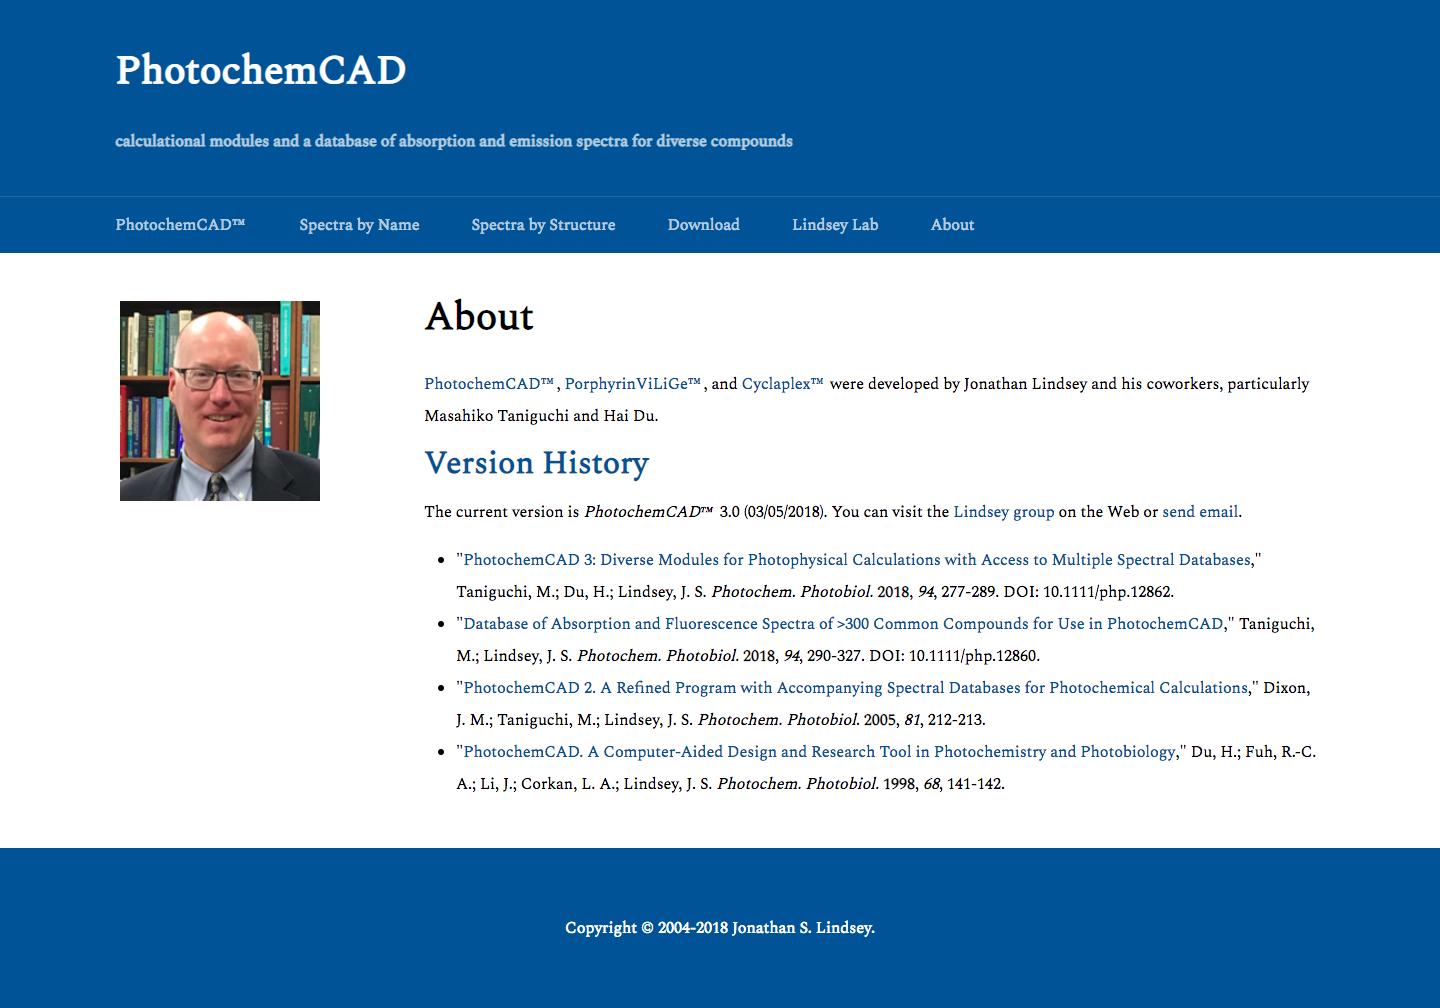 PhotochemCAD
calculational modules and a database of absorption and emission spectra for diverse compounds
PhotochemCAD™ Spectra by Name Spectra by Structure Download Lindsey Lab About
About
PhotochemCAD™, PorphyrinViLiGe™, and Cyclaplex™ were developed by Jonathan Lindsey and his coworkers, particularly
Masahiko Taniguchi and Hai Du.
Version History
The current version is PhotochemCAD™ 3.0 (03/05/2018). You can visit the Lindsey group on the Web or send email.
• "PhotochemCAD 3: Diverse Modules for Photophysical Calculations with Access to Multiple Spectral Databases,"
Taniguchi, M.; Du, H.; Lindsey, J. S. Photochem. Photobiol. 2018, 94, 277-289. DOI: 10.1111/php.12862.
• "Database of Absorption and Fluorescence Spectra of >300 Common Compounds for Use in PhotochemCAD," Taniguchi,
M.; Lindsey, J. S. Photochem. Photobiol. 2018, 94, 290-327. DOI: 10.1111/php.12860.
• "PhotochemCAD 2. A Refined Program with Accompanying Spectral Databases for Photochemical Calculations," Dixon,
J. M.; Taniguchi, M.; Lindsey, J. S. Photochem. Photobiol. 2005, 81, 212-213.
• "PhotochemCAD. A Computer-Aided Design and Research Tool in Photochemistry and Photobiology," Du, H.; Fuh, R.-C.
A.; Li, J.; Corkan, L. A.; Lindsey, J. S. Photochem. Photobiol. 1998, 68, 141-142.
Copyright © 2004-2018 Jonathan S. Lindsey.